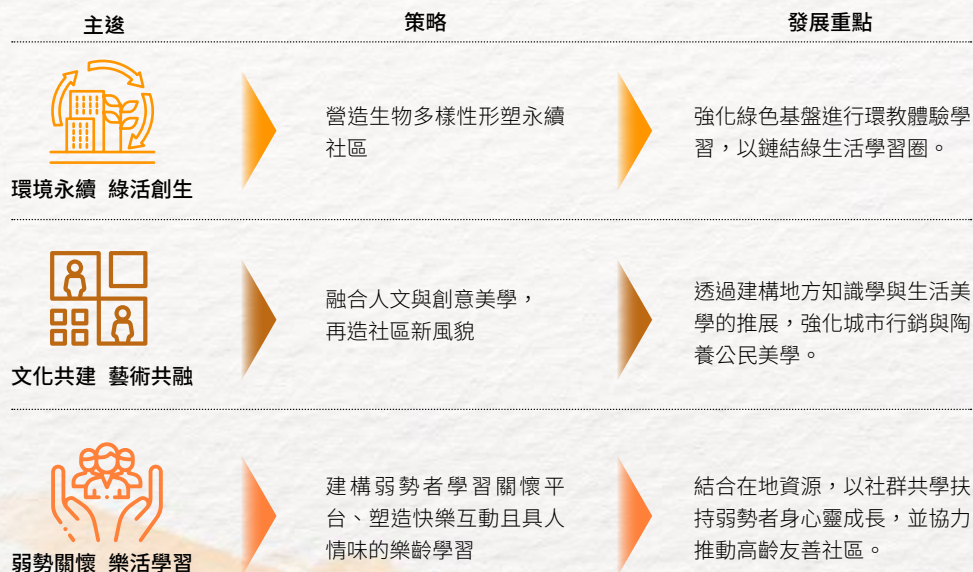 主逡
策略
發展重點
環境永續 綠活創生
營造生物多樣性形塑永續
社區
強化綠色基盤進行環教體驗學
習，以鏈結綠生活學習圈。
文化共建 藝術共融
融合人文與創意美學，
再造社區新風貌
透過建構地方知識學與生活美
學的推展，強化城市行銷與陶
養公民美學。
弱勢關懷 樂活學習
建構弱勢者學習關懷平
台、塑造快樂互動且具人
情味的樂齡學習
結合在地資源，以社群共學扶
持弱勢者身心靈成長，並協力
推動高齡友善社區。